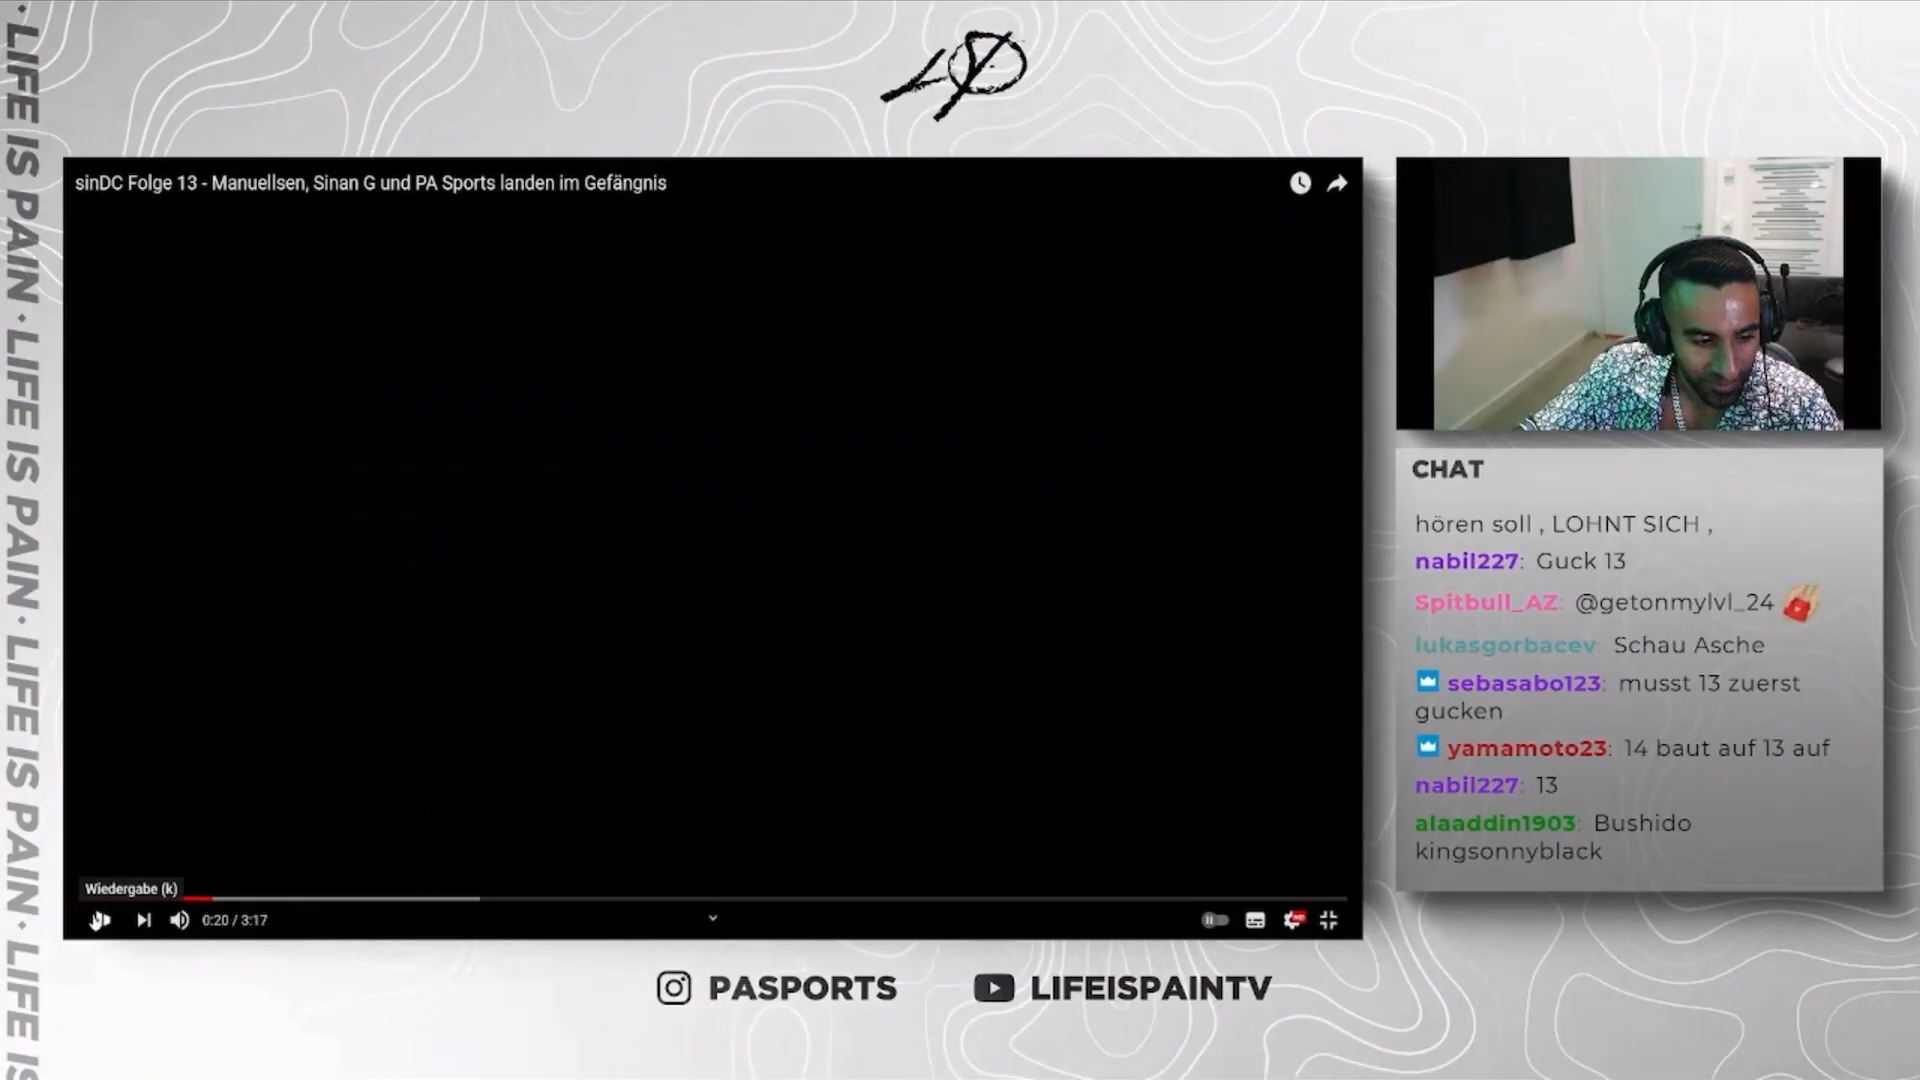 • LIFE IS PAIN • LIFE IS PAIN • LIFE IS PAIN • LIFE IS
sinDC Folge 13 - Manuellsen, Sinan G und PA Sports landen im Gefängnis
Wiedergabe (k)
0:20 / 3:17
HD
CHAT
hören soll , LOHNT SICH ,
nabil227: Guck 13
Spitbull_AZ: @getonmylvl_24
lukasgorbacev: Schau Asche
sebasabo123: musst 13 zuerst
gucken
yamamoto23: 14 baut auf 13 auf
nabil227: 13
alaaddin1903: Bushido
kingsonnyblack
PASPORTS
LIFEISPAINTV